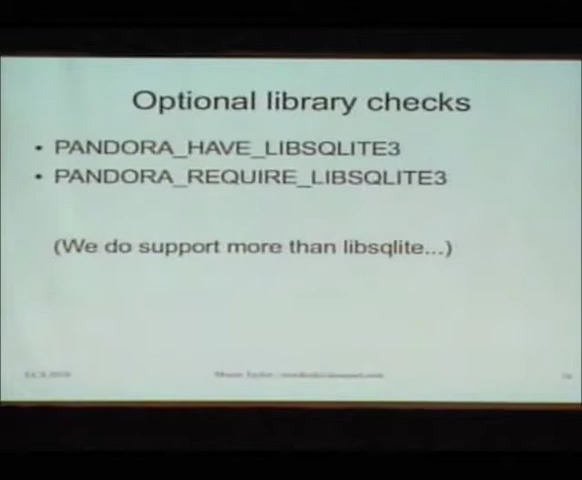 Optional library checks
• PANDORA_HAVE_LIBSQLITE3
• PANDORA_REQUIRE_LIBSQLITE3
(We do support more than libsqlite...)